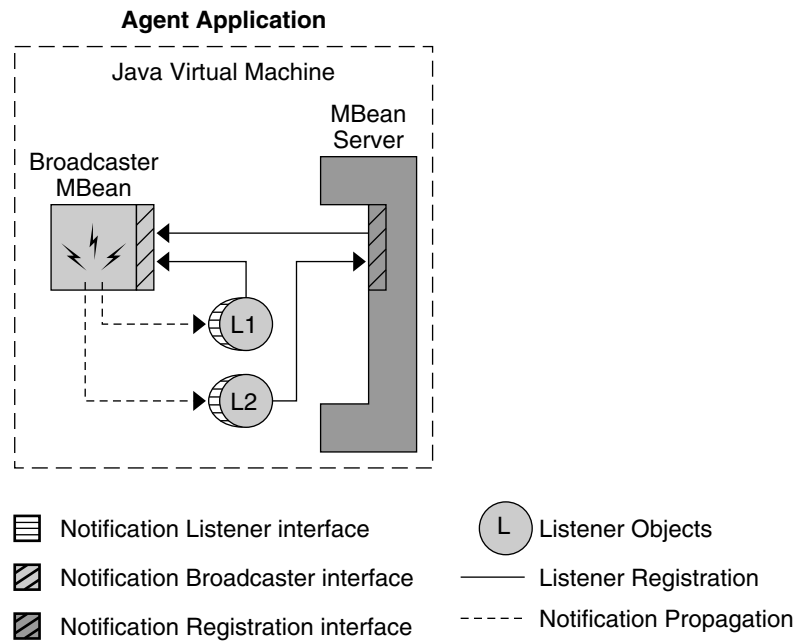 Agent Application
Java Virtual Machine
MBean
Server
Broadcaster
MBean
L1
L2
Notification Listener interface
L
Listener Objects
Notification Broadcaster interface
Listener Registration
Notification Registration interface
Notification Propagation